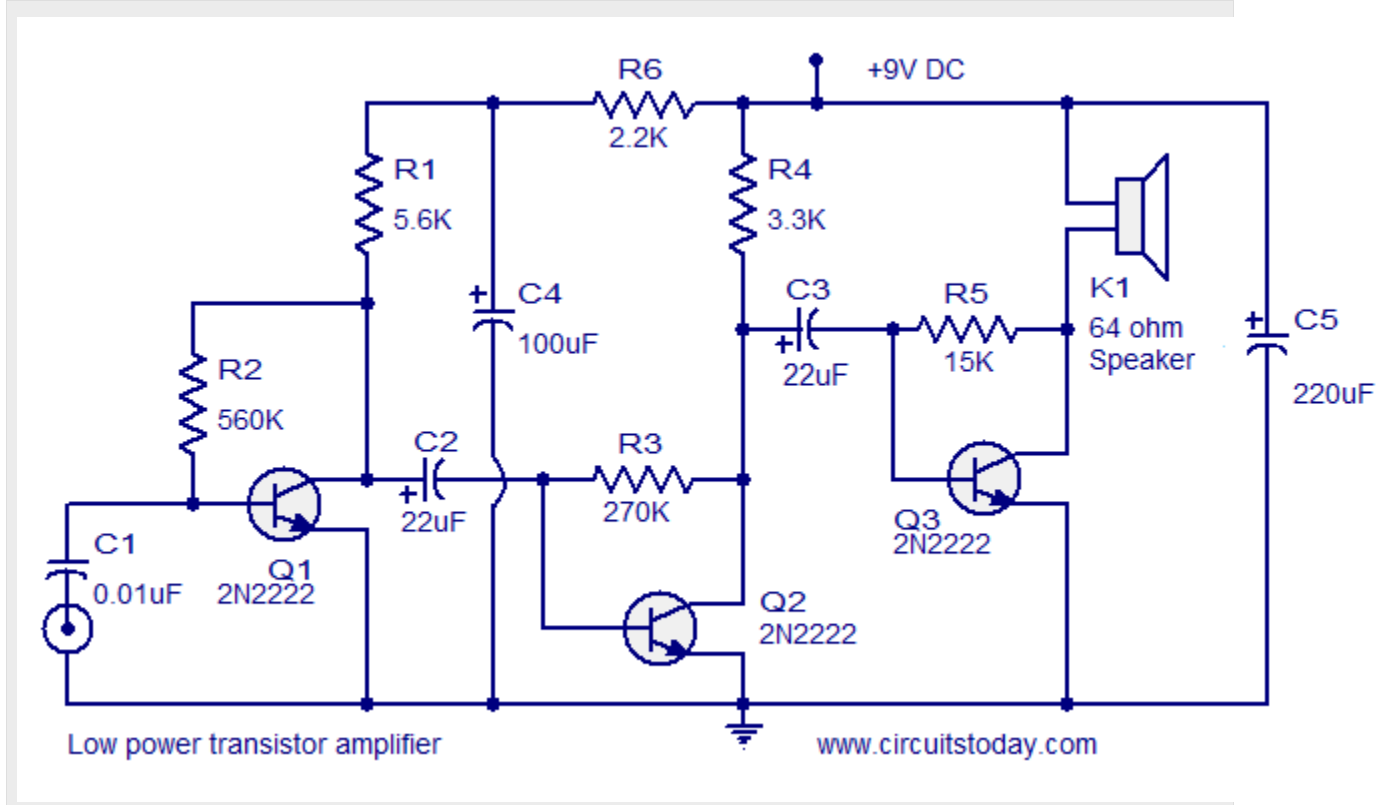 R6
+9V DC
2.2K
R1
5.6K
R4
3.3K
+
C4
100uF
C3
+
22uF
R5
15K
K1
64 ohm
Speaker
+
C5
220uF
R2
560K
C2
+
22uF
R3
270K
C1
0.01uF
Q1
2N2222
Q3
2N2222
Q2
2N2222
Low power transistor amplifier
www.circuitstoday.com